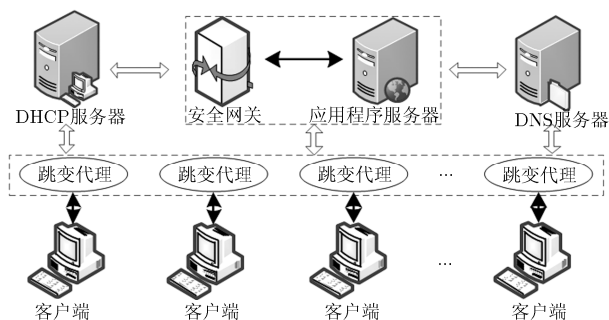 DHCP服务器
安全网关
应用程序服务器
DNS服务器
跳变代理
跳变代理
跳变代理
...
跳变代理
...
客户端
客户端
客户端
客户端